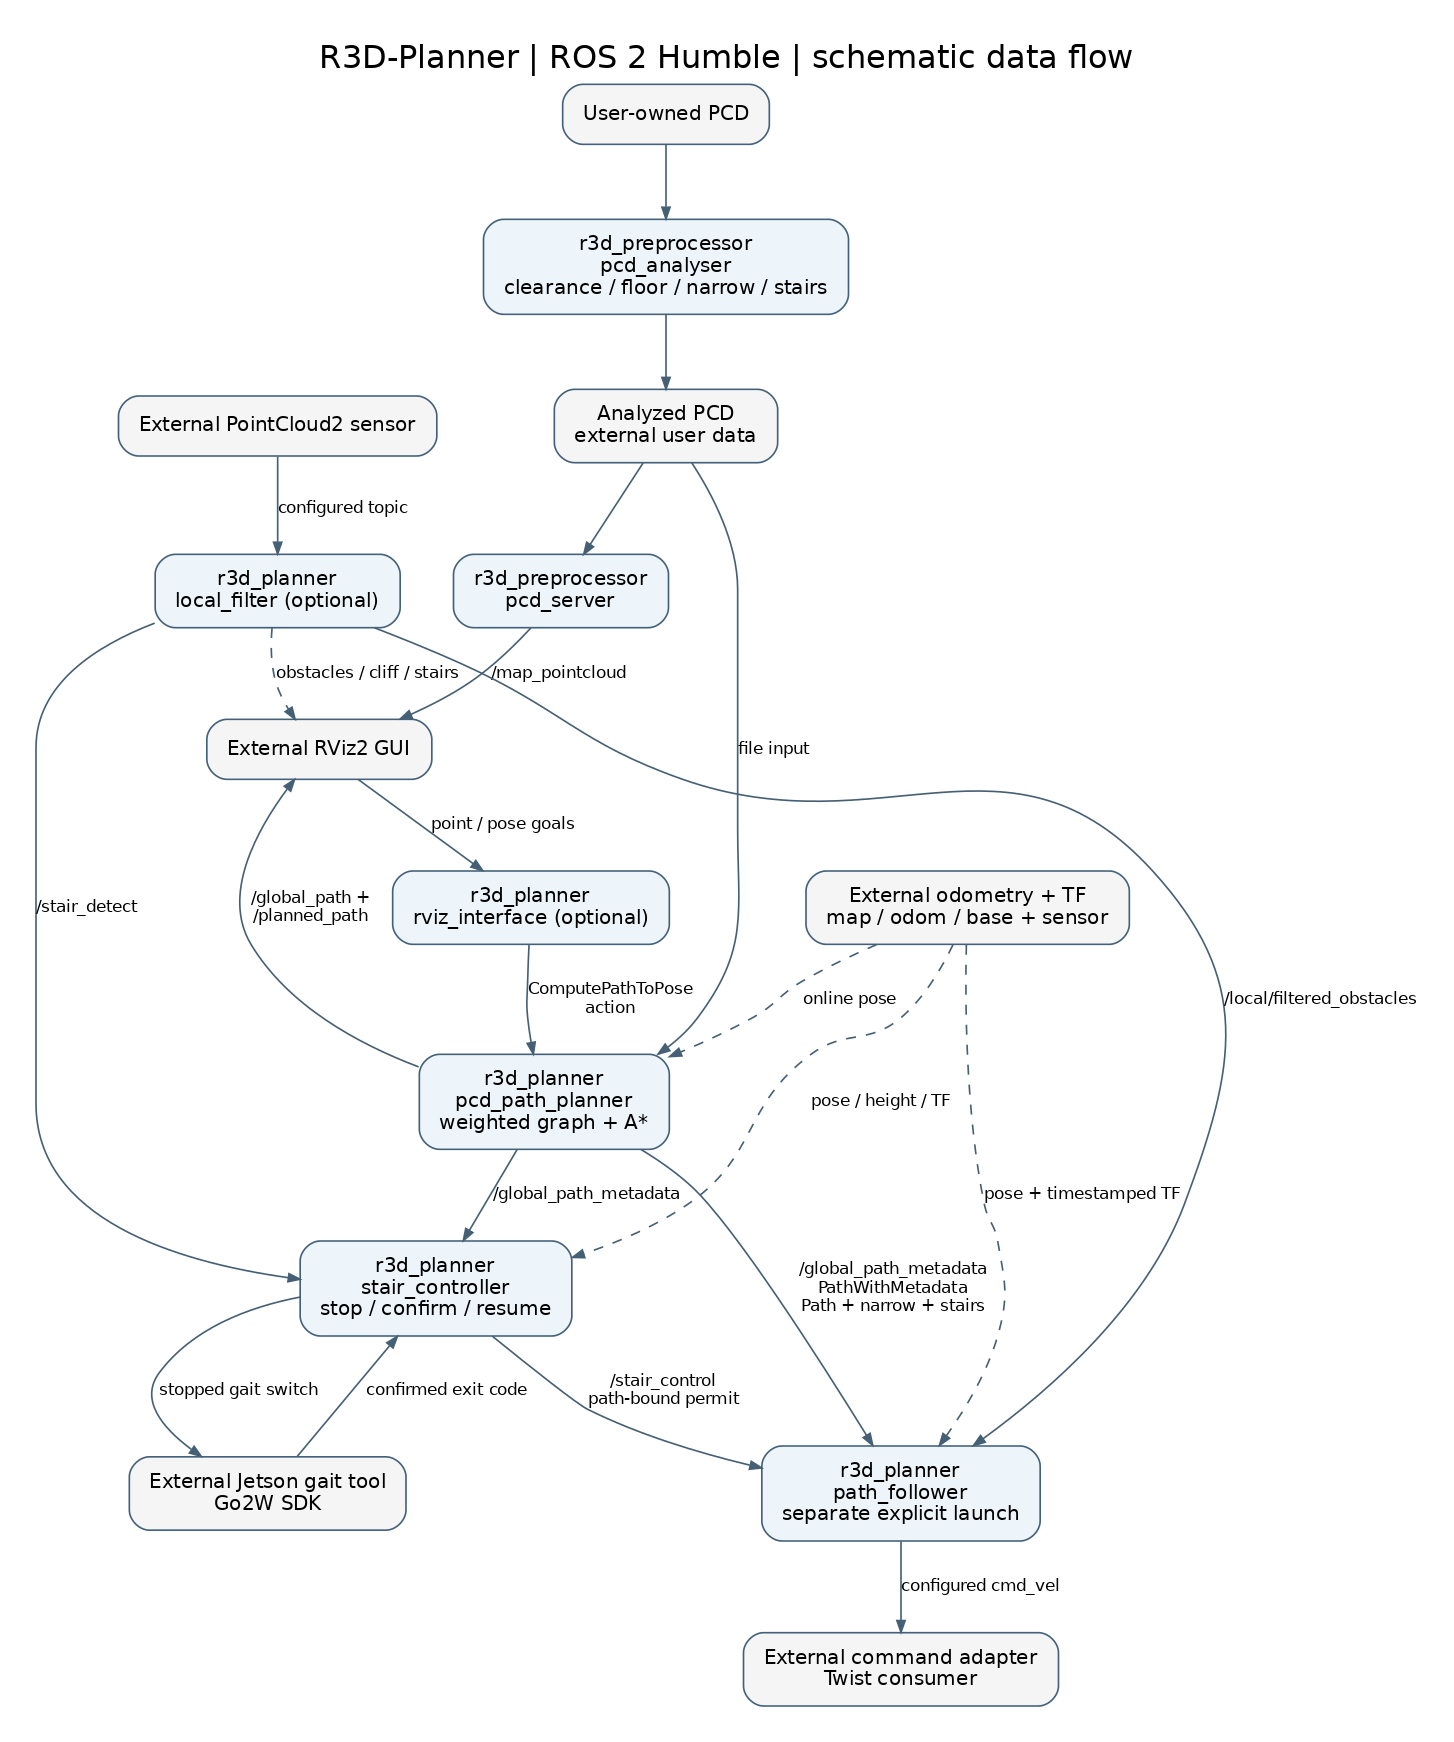 R3D-Planner | ROS 2 Humble | schematic data flow
User-owned PCD
r3d_preprocessor
pcd_analyser
clearance / floor / narrow / stairs
External PointCloud2 sensor
Analyzed PCD
external user data
configured topic
r3d_planner
local_filter (optional)
r3d_preprocessor
pcd_server
obstacles / cliff / stairs
/map_pointcloud
External RViz2 GUI
file input
point / pose goals
/stair_detect
/global_path +
/planned_path
r3d_planner
rviz_interface (optional)
External odometry + TF
map / odom / base + sensor
ComputePathToPose
action
online pose
/local/filtered_obstacles
r3d_planner
pcd_path_planner
weighted graph + A*
pose / height / TF
/global_path_metadata
pose + timestamped TF
r3d_planner
stair_controller
stop / confirm / resume
/global_path_metadata
PathWithMetadata
Path + narrow + stairs
stopped gait switch
confirmed exit code
/stair_control
path-bound permit
External Jetson gait tool
Go2W SDK
r3d_planner
path_follower
separate explicit launch
configured cmd_vel
External command adapter
Twist consumer